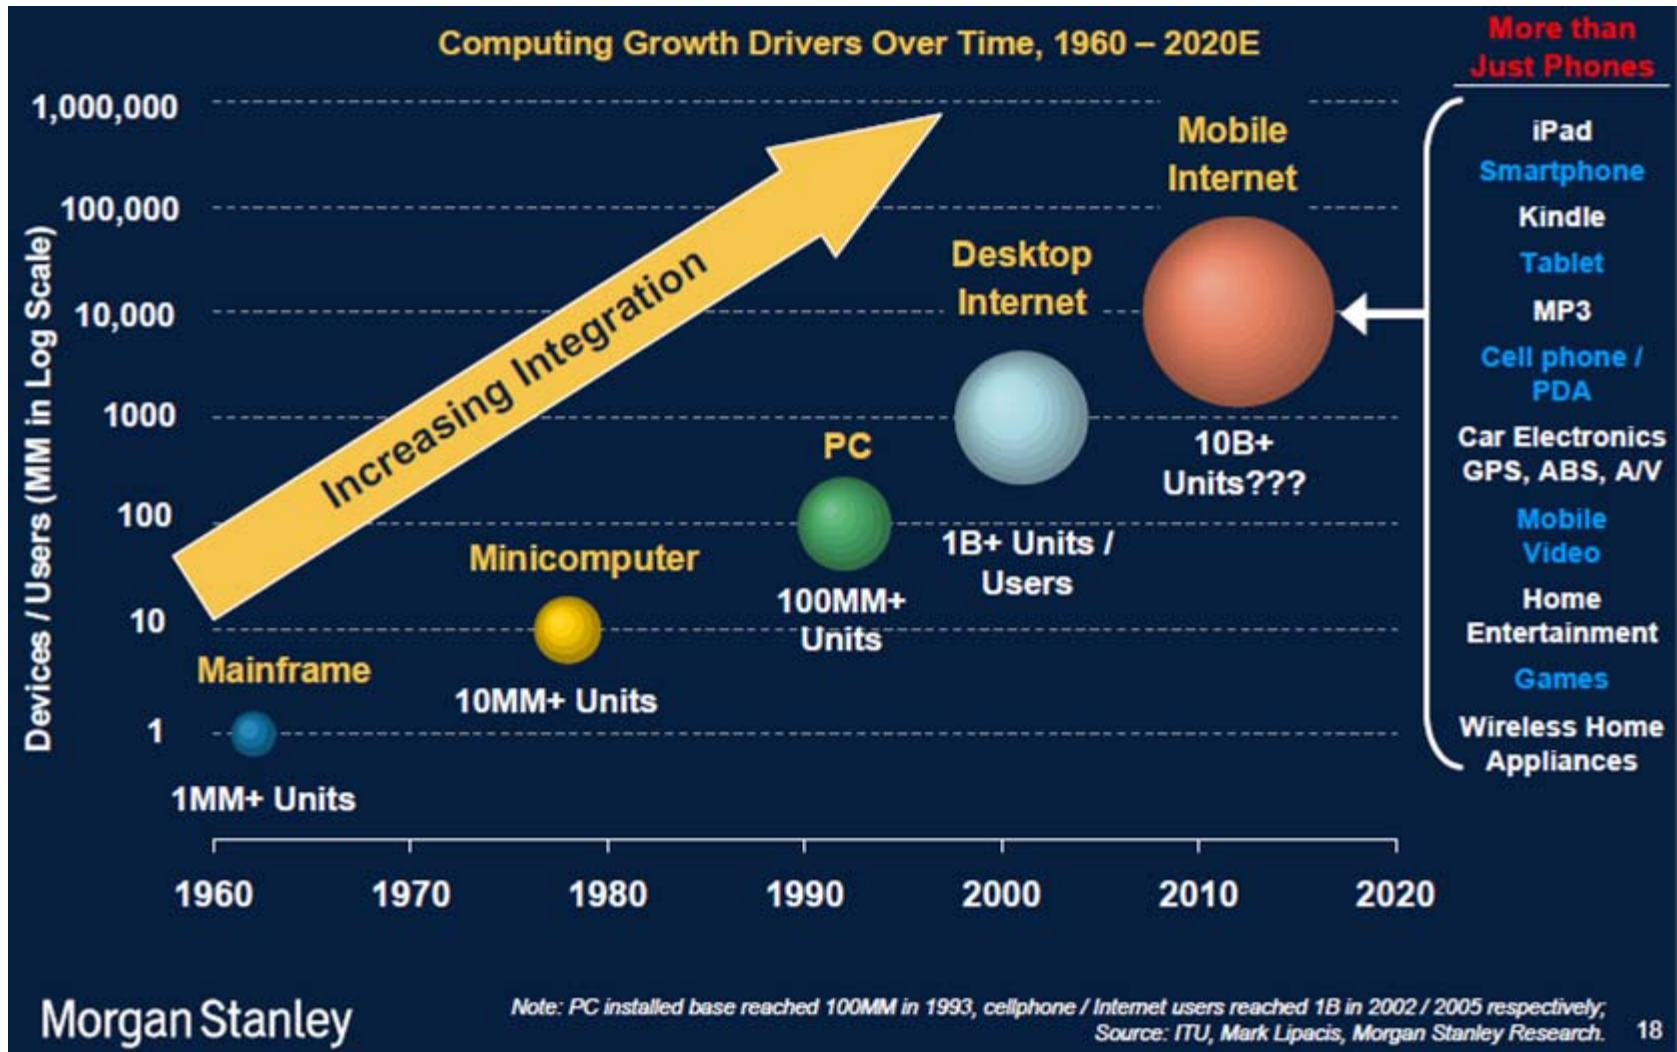 Computing Growth Drivers Over Time, 1960 – 2020E
More than
Just Phones
Devices / Users (MM in Log Scale)
1,000,000
100,000
10,000
1000
100
10
1
Increasing Integration
Mainframe
1MM+ Units
Minicomputer
10MM+ Units
PC
100MM+
Units
Desktop
Internet
1B+ Units /
Users
Mobile
Internet
10B+
Units???
iPad
Smartphone
Kindle
Tablet
MP3
Cell phone /
PDA
Car Electronics
GPS, ABS, A/V
Mobile
Video
Home
Entertainment
Games
Wireless Home
Appliances
1960
1970
1980
1990
2000
2010
2020
Morgan Stanley
Note: PC installed base reached 100MM in 1993, cellphone / Internet users reached 1B in 2002 / 2005 respectively;
Source: ITU, Mark Lipacis, Morgan Stanley Research.
18